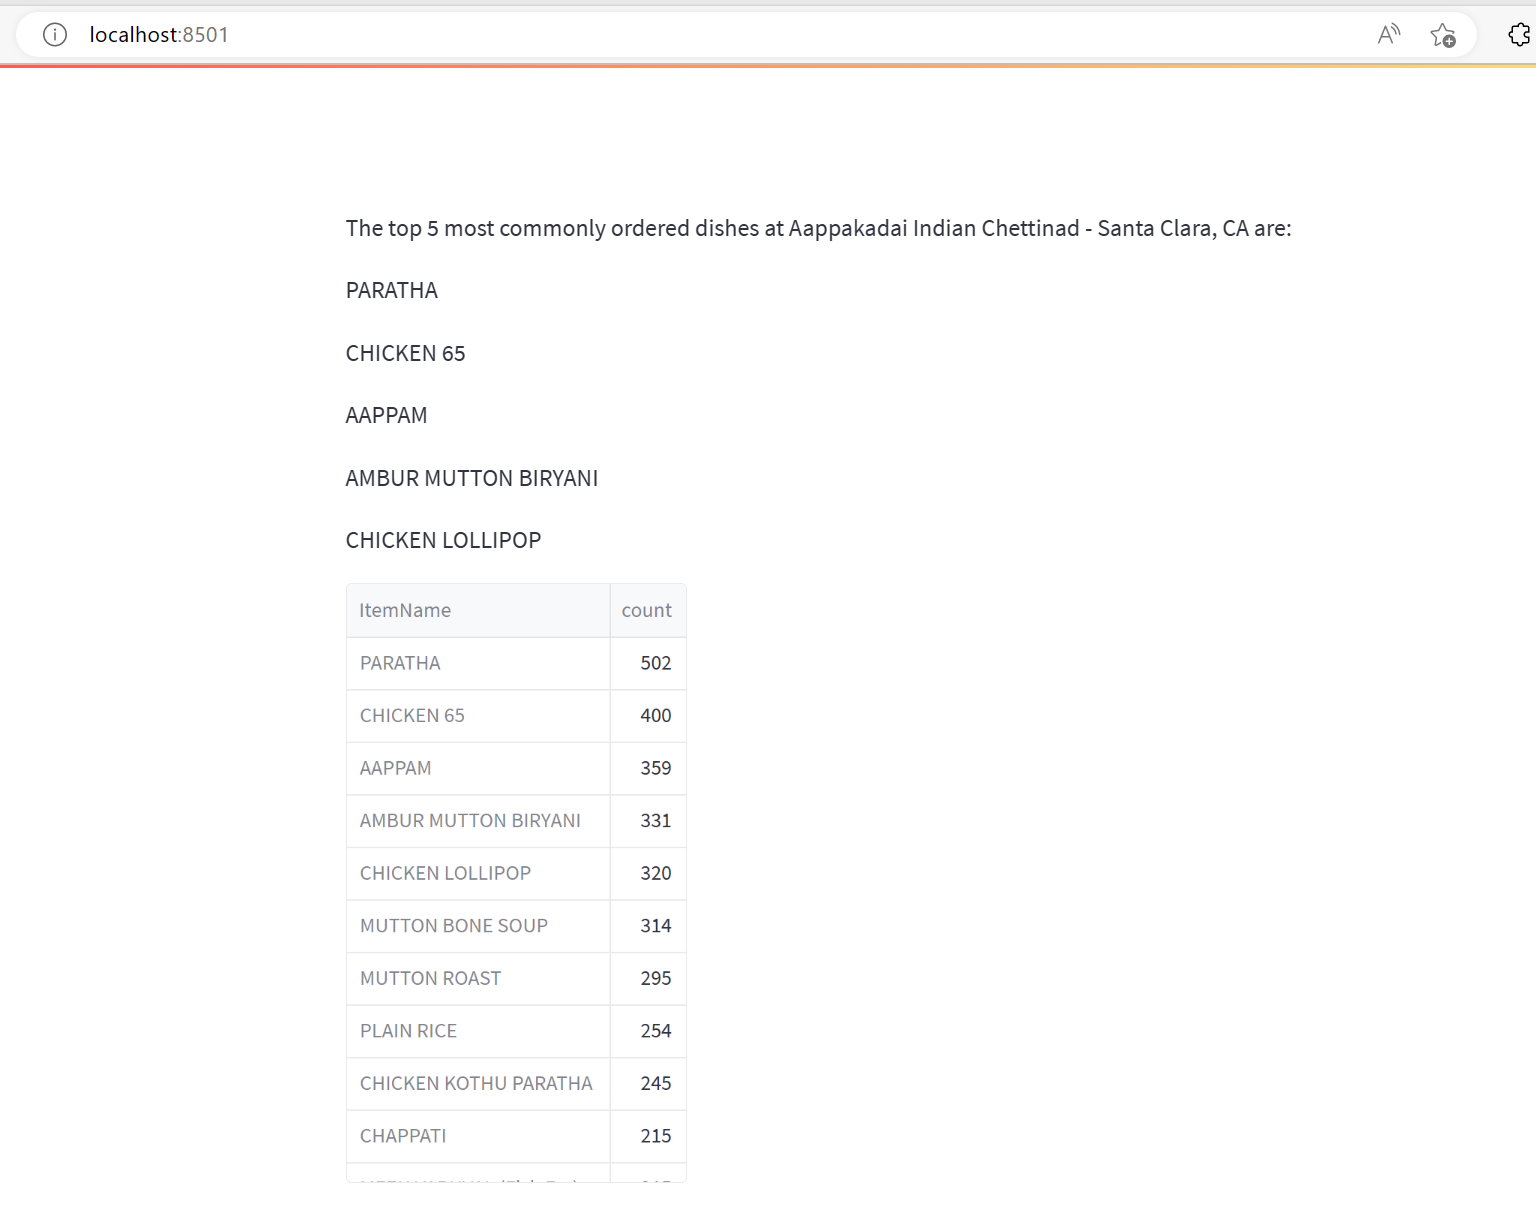 localhost:8501
The top 5 most commonly ordered dishes at Aappakadai Indian Chettinad - Santa Clara, CA are:
PARATHA
CHICKEN 65
AAPPAM
AMBUR MUTTON BIRYANI
CHICKEN LOLLIPOP
ItemName count
PARATHA 502
CHICKEN 65 400
AAPPAM 359
AMBUR MUTTON BIRYANI 331
CHICKEN LOLLIPOP 320
MUTTON BONE SOUP 314
MUTTON ROAST 295
PLAIN RICE 254
CHICKEN KOTHU PARATHA 245
CHAPPATI 215